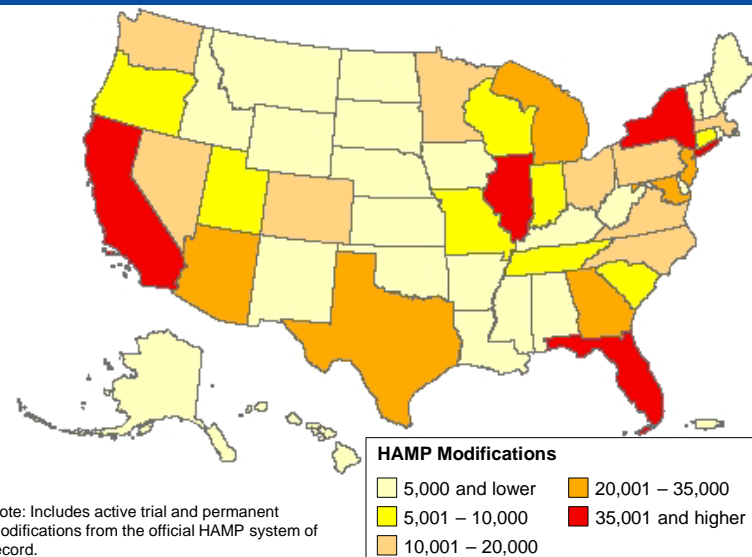 HAMP Modifications
5,000 and lower
20,001 – 35,000
5,001 – 10,000
35,001 and higher
10,001 – 20,000
ote: Includes active trial and permanent
odifications from the official HAMP system of
ecord.